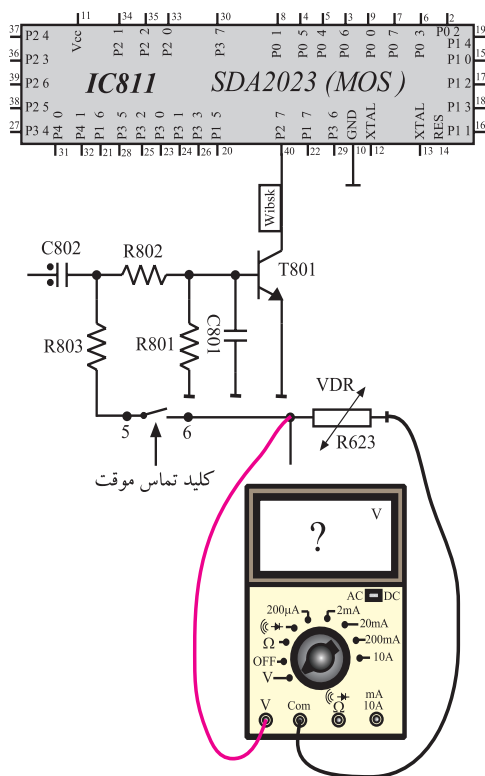 11 34 35 33 30 8 4 5 3 9 7 6 2
37 P2 4 Vcc P2 1 P2 2 P2 0 P3 7 P0 1 P0 5 P0 4 P0 6 P0 0 P0 7 P0 3 P0 2 19
P1 4
36 P2 3 P1 0 15
39 P2 6 IC811 SDA2023 (MOS) P1 2 17
38 P2 5 P1 3 18
27 P3 4 P4 0 P4 1 P1 6 P3 5 P3 2 P3 0 P3 1 P3 3 P1 5 P2 7 P1 7 P3 6 GND XTAL XTAL RES P1 1 16
31 32 21 28 25 23 24 26 20 40 22 29 10 12 13 14
Wibsk
C802
R802
T801
R803
R801
C801
VDR
5 6
R623
کلید تماس موقت
V
?
AC DC
200µA 2mA
20mA
Ω 200mA
OFF 10A
V
V Com Ω mA
10A